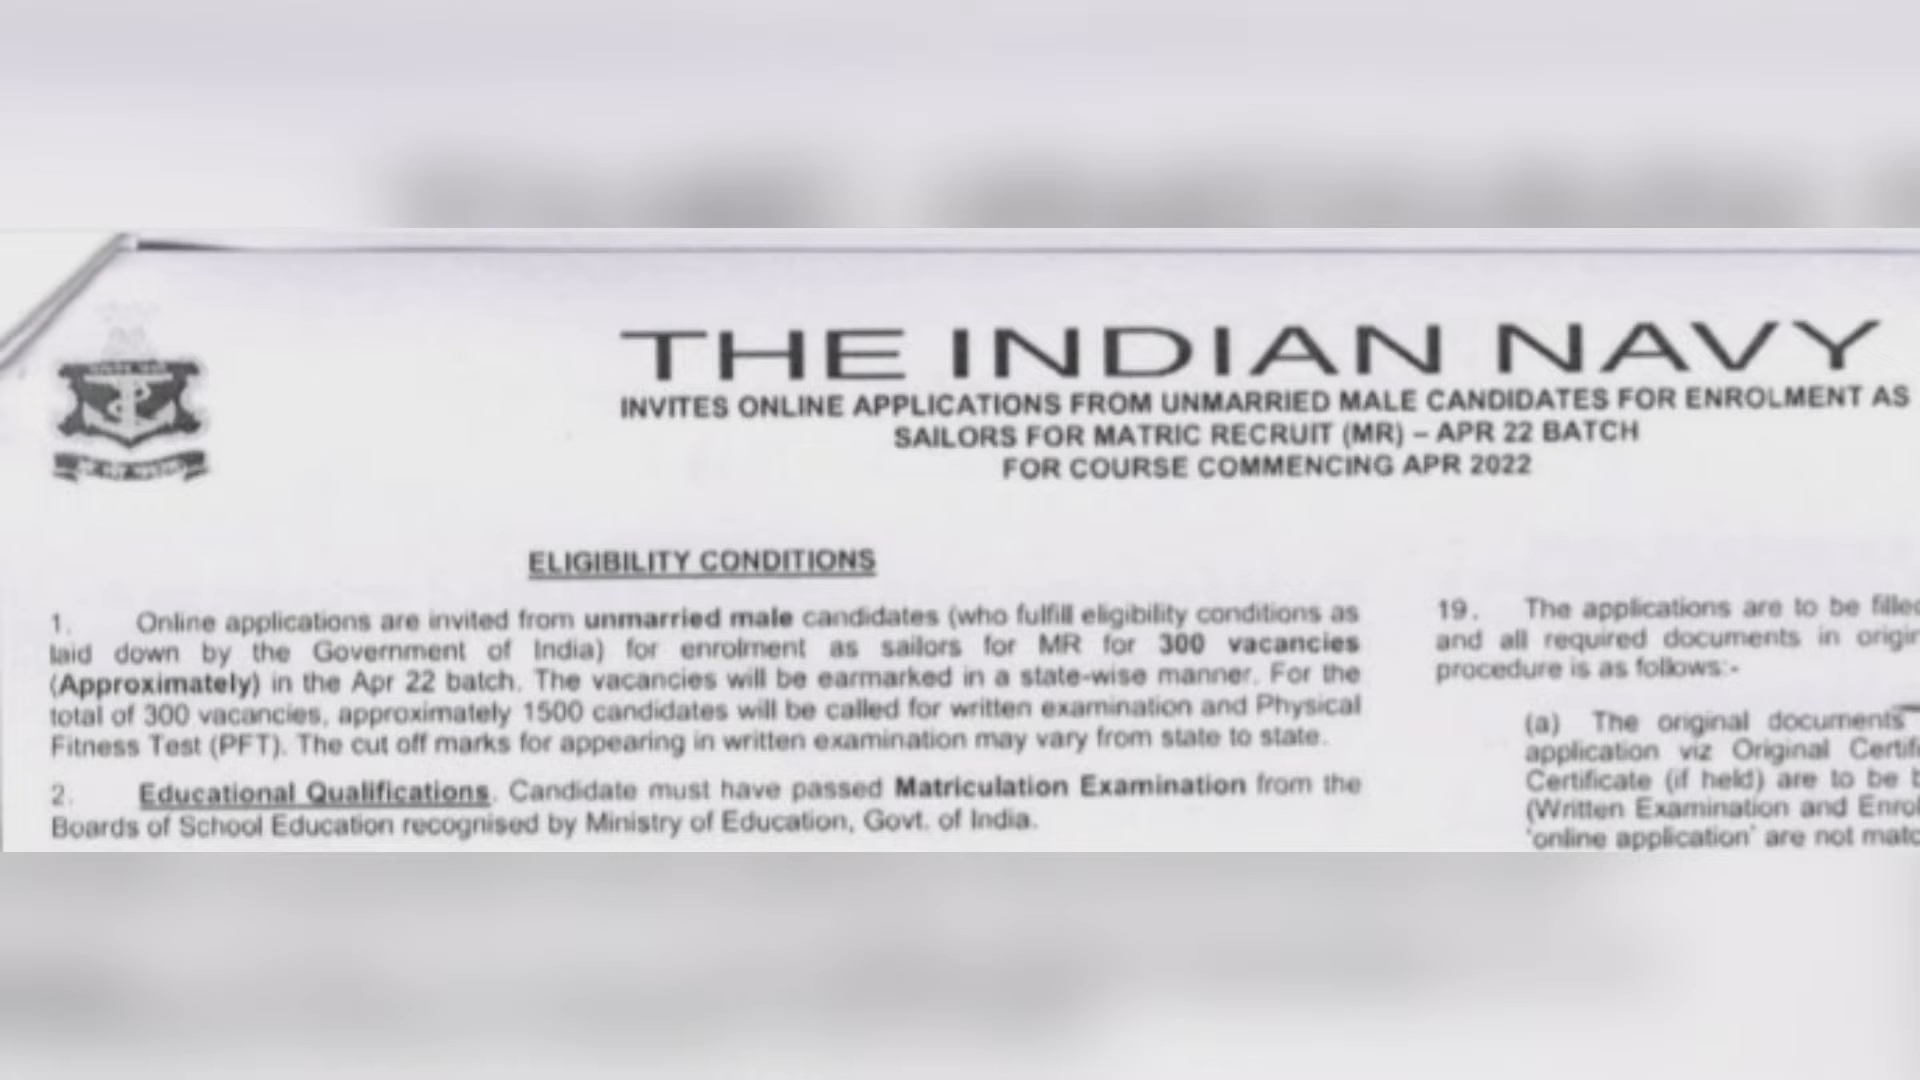 THE INDIAN NAVY
INVITES ONLINE APPLICATIONS FROM UNMARRIED MALE CANDIDATES FOR ENROLMENT AS
SAILORS FOR MATRIC RECRUIT (MR) – APR 22 BATCH
FOR COURSE COMMENCING APR 2022
ELIGIBILITY CONDITIONS
1. Online applications are invited from unmarried male candidates (who fulfill eligibility conditions as
laid down by the Government of India) for enrolment as sailors for MR for 300 vacancies
(Approximately) in the Apr 22 batch. The vacancies will be earmarked in a state-wise manner. For the
total of 300 vacancies, approximately 1500 candidates will be called for written examination and Physical
Fitness Test (PFT). The cut off marks for appearing in written examination may vary from state to state.
2. Educational Qualifications. Candidate must have passed Matriculation Examination from the
Boards of School Education recognised by Ministry of Education, Govt. of India.
19. The applications are to be
and all required documents in
procedure is as follows:-
(a) The original documents
application viz Original
Certificate (if held) are to be
(Written Examination and
'online application' are not